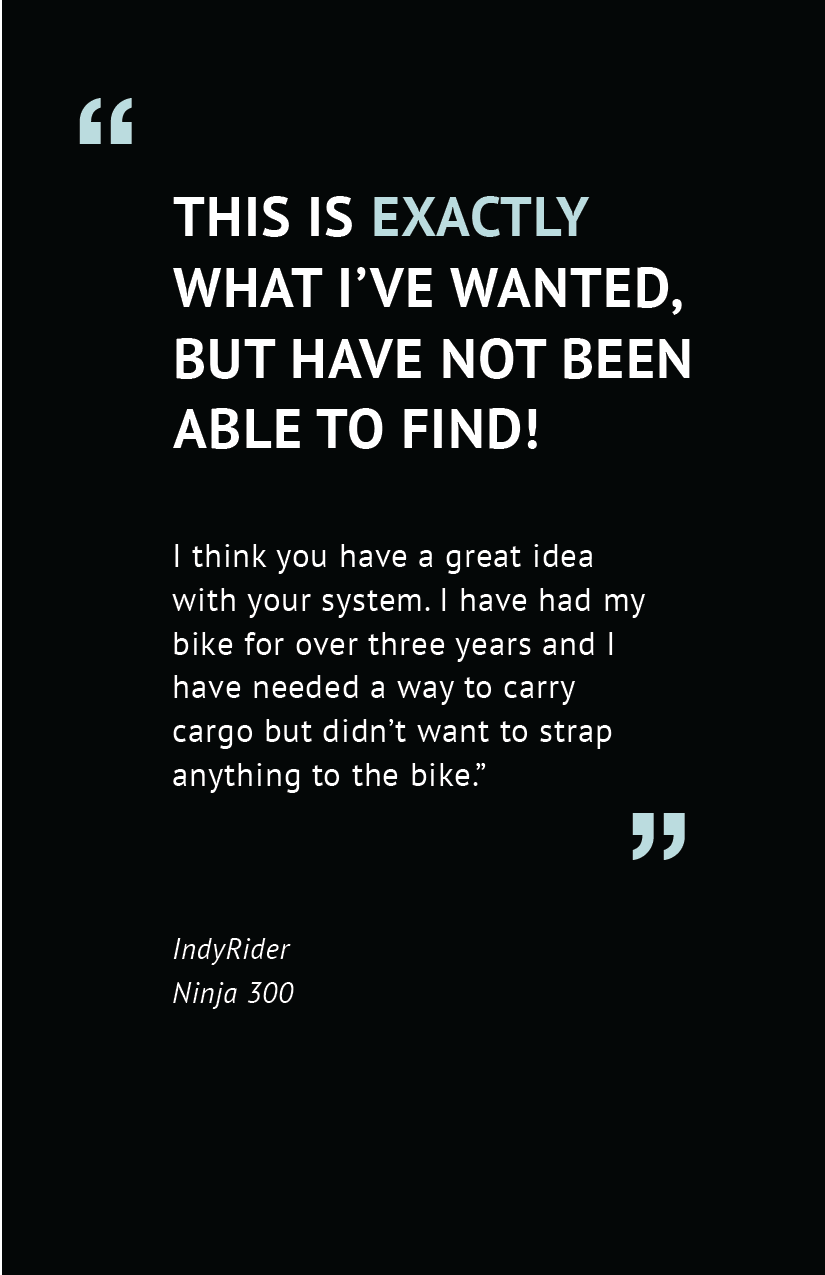 “
THIS IS EXACTLY
WHAT I’VE WANTED,
BUT HAVE NOT BEEN
ABLE TO FIND!
I think you have a great idea
with your system. I have had my
bike for over three years and I
have needed a way to carry
cargo but didn’t want to strap
anything to the bike.”
”
IndyRider
Ninja 300